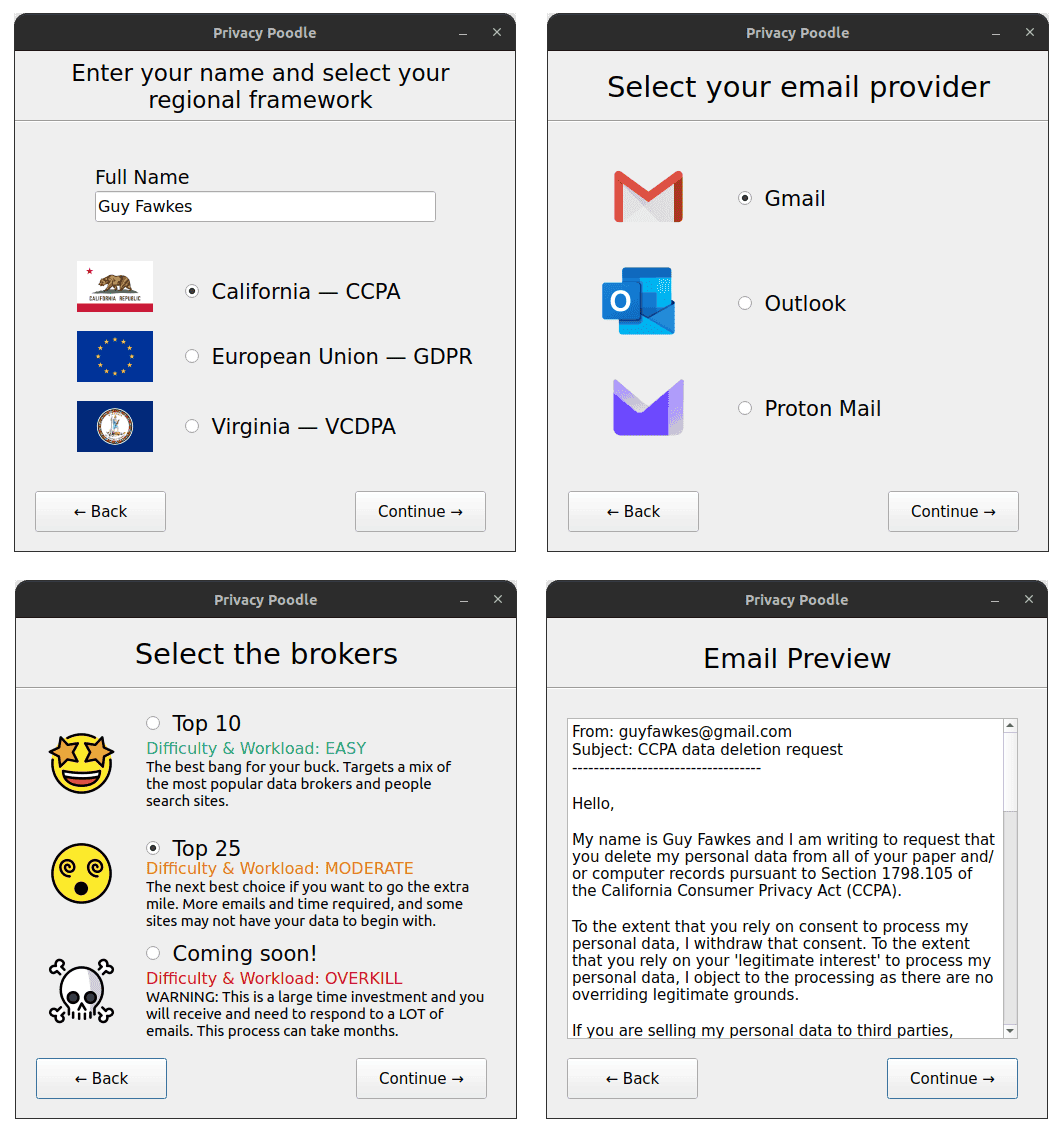 Privacy Poodle
Enter your name and select your
regional framework
Full Name
Guy Fawkes
CALIFORNIA REPUBLIC
California — CCPA
European Union — GDPR
Virginia — VCDPA
← Back
Continue →
Privacy Poodle
Select your email provider
Gmail
O
Outlook
Proton Mail
← Back
Continue →
Privacy Poodle
Select the brokers
Top 10
Difficulty & Workload: EASY
The best bang for your buck. Targets a mix of
the most popular data brokers and people
search sites.
Top 25
Difficulty & Workload: MODERATE
The next best choice if you want to go the extra
mile. More emails and time required, and some
sites may not have your data to begin with.
Coming soon!
Difficulty & Workload: OVERKILL
WARNING: This is a large time investment and you
will receive and need to respond to a LOT of
emails. This process can take months.
← Back
Continue →
Privacy Poodle
Email Preview
From: guyfawkes@gmail.com
Subject: CCPA data deletion request
-----------------------------------
Hello,
My name is Guy Fawkes and I am writing to request that
you delete my personal data from all of your paper and/
or computer records pursuant to Section 1798.105 of
the California Consumer Privacy Act (CCPA).
To the extent that you rely on consent to process my
personal data, I withdraw that consent. To the extent
that you rely on your 'legitimate interest' to process my
personal data, I object to the processing as there are no
overriding legitimate grounds.
If you are selling my personal data to third parties,
← Back
Continue →